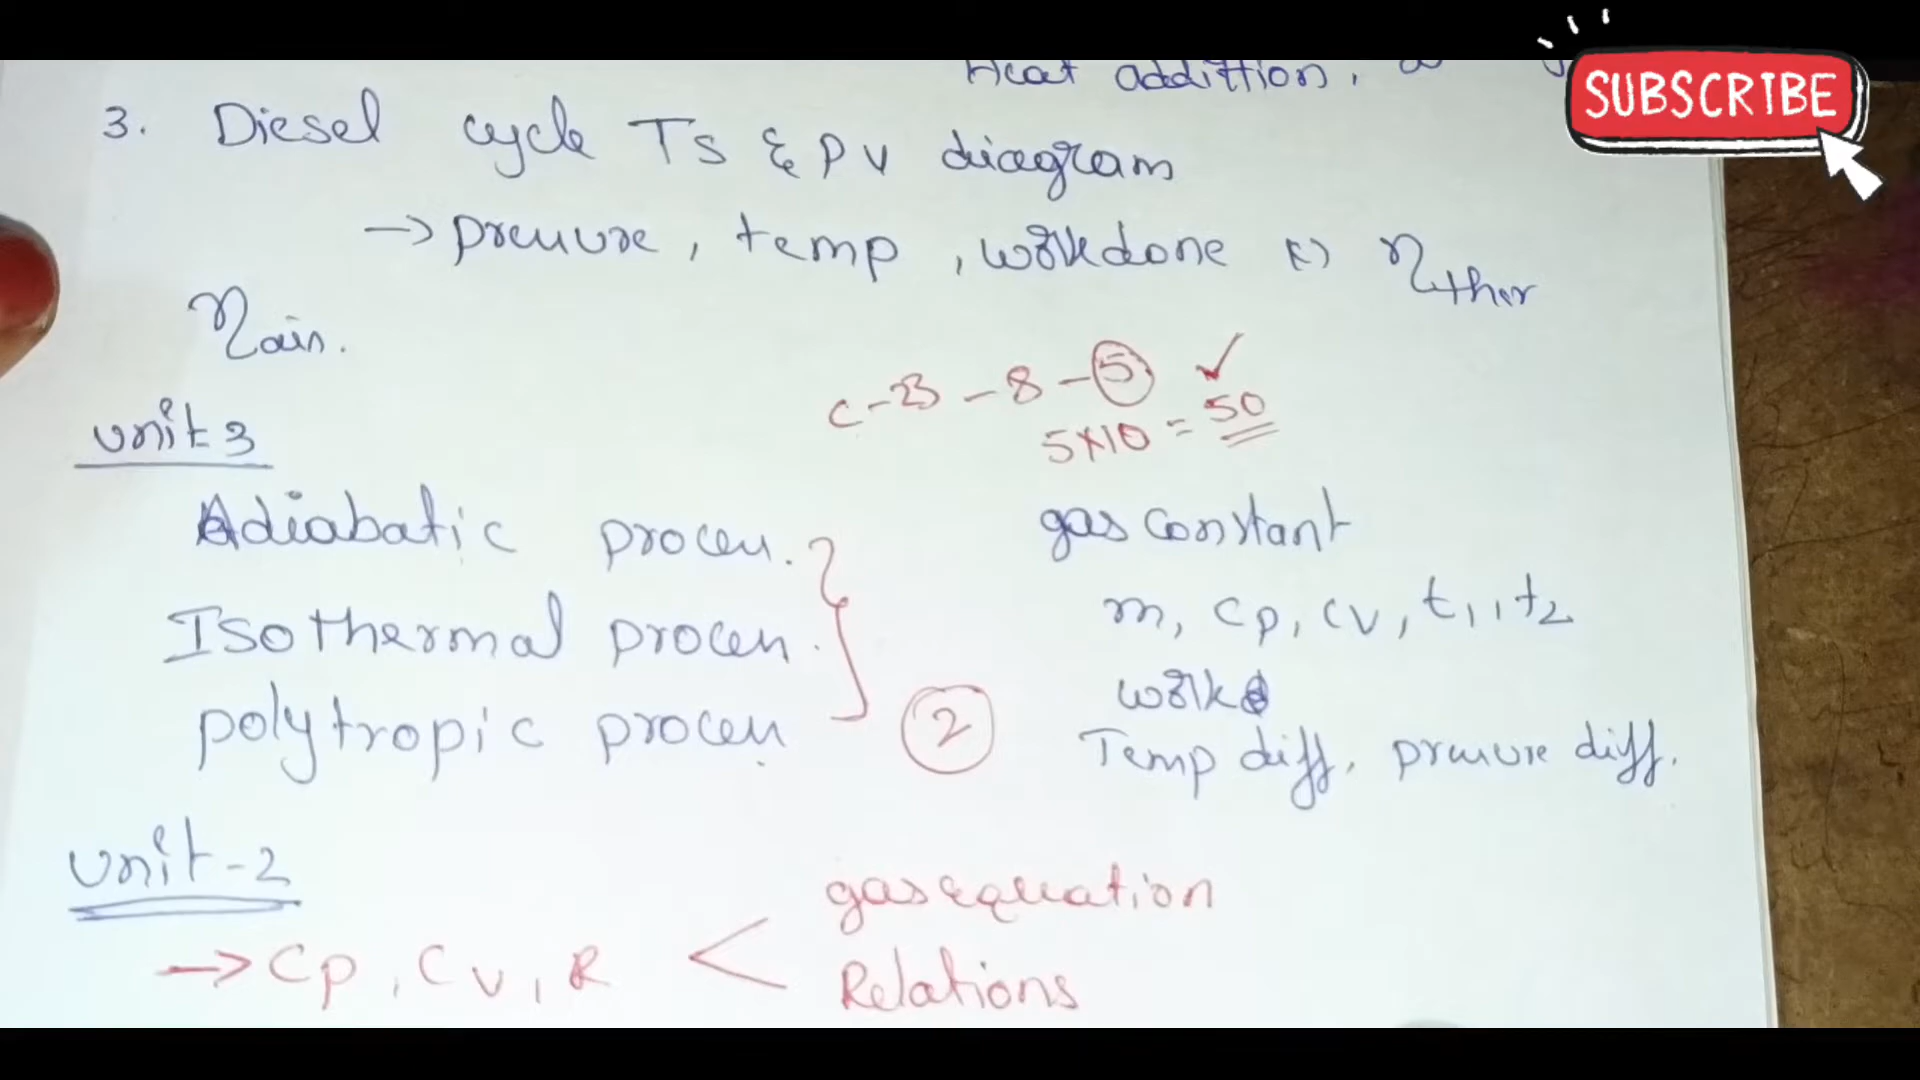 Heat addittion,
SUBSCRIBE
3. Diesel cycle Ts & PV diagram
→ pressure, temp, workdone (-) ηther
ηair.
C-23 - 8 - 5 ✓
5×10 = 50
Unit 3
Adiabatic process.
Isothermal process.
polytropic process
2
gas constant
m, Cp, Cv, t1, t2
work
Temp diff, pressure diff.
Unit-2
→ Cp, Cv, R <
gas equation
Relations